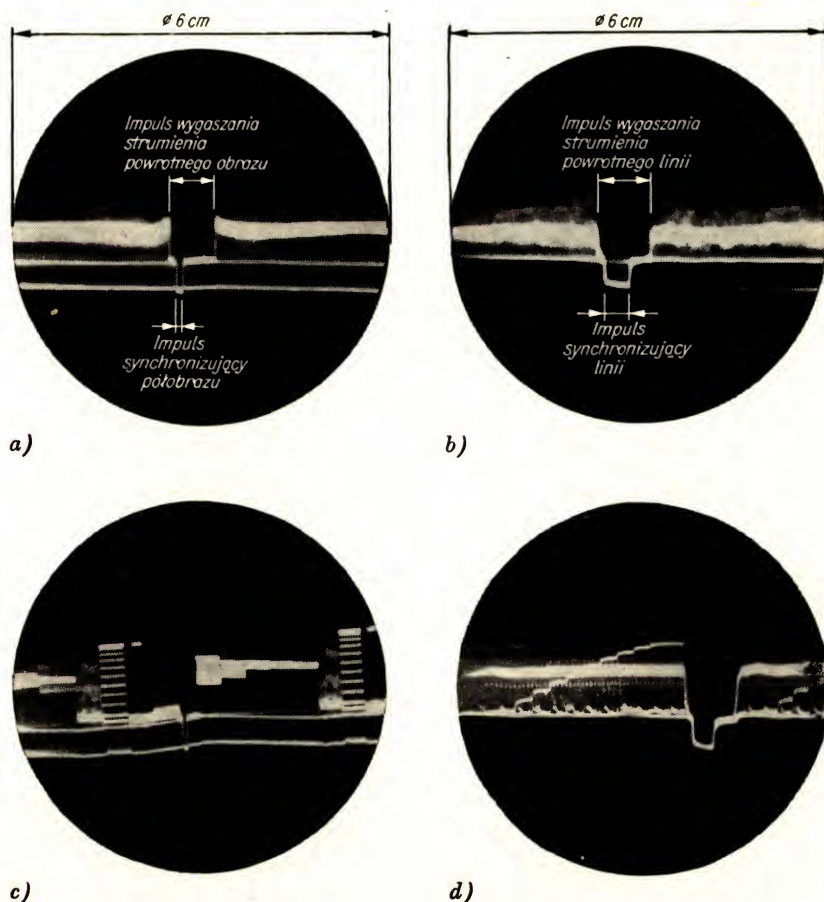 ø 6 cm
Impuls wygaszania
strumienia
powrotnego obrazu
Impuls
synchronizujący
półobrazu
a)
ø 6 cm
Impuls wygaszania
strumienia
powrotnego linii
Impuls
synchronizujący
linii
b)
c)
d)